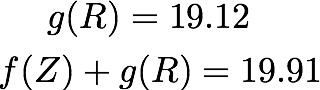 g(R) = 19.12
f(Z) + g(R) = 19.91